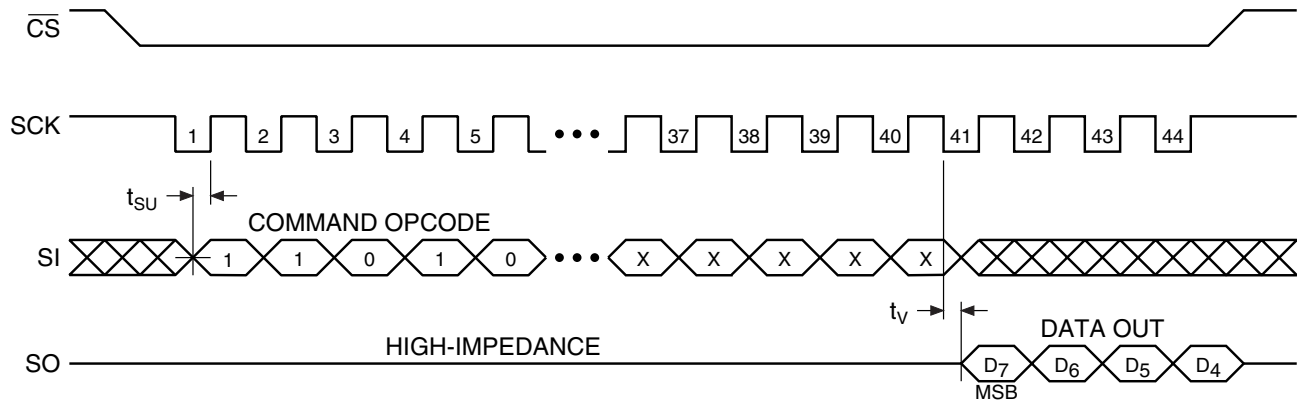 CS
SCK 1 2 3 4 5 ••• 37 38 39 40 41 42 43 44
tSU
COMMAND OPCODE
SI 1 1 0 1 0 ••• X X X X X
tV
DATA OUT
HIGH-IMPEDANCE
SO D7 D6 D5 D4
MSB